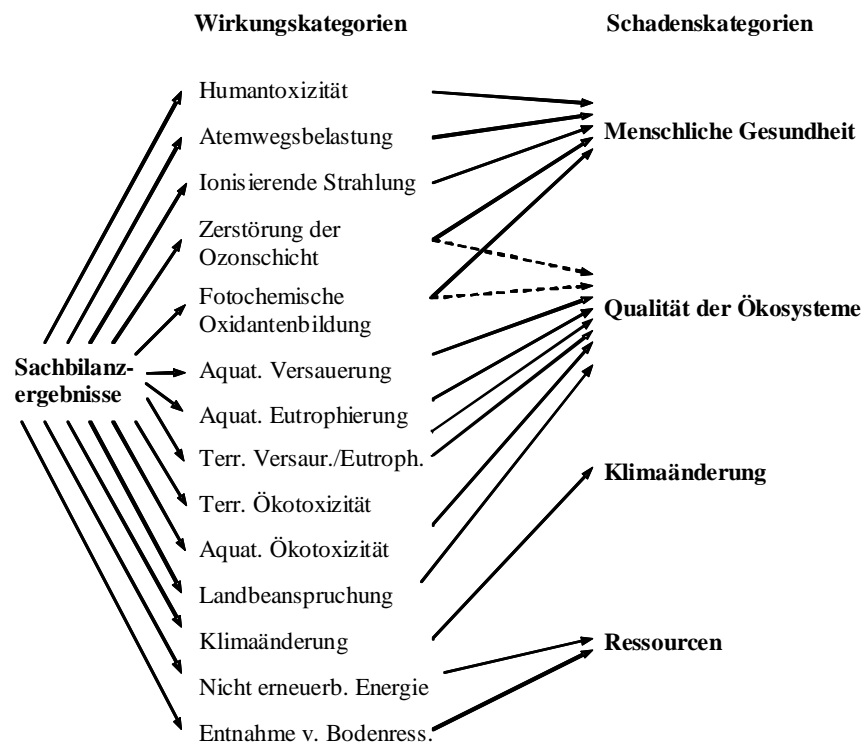 Wirkungskategorien
Schadenskategorien
Humantoxizität
Atemwegsbelastung
Ionisierende Strahlung
Zerstörung der
Ozonschicht
Fotochemische
Oxidantenbildung
Aquat. Versauerung
Aquat. Eutrophierung
Terr. Versaur./Eutroph.
Terr. Ökotoxizität
Aquat. Ökotoxizität
Landbeanspruchung
Klimaänderung
Nicht erneuerb. Energie
Entnahme v. Bodenress.
Sachbilanz-
ergebnisse
Menschliche Gesundheit
Qualität der Ökosysteme
Klimaänderung
Ressourcen